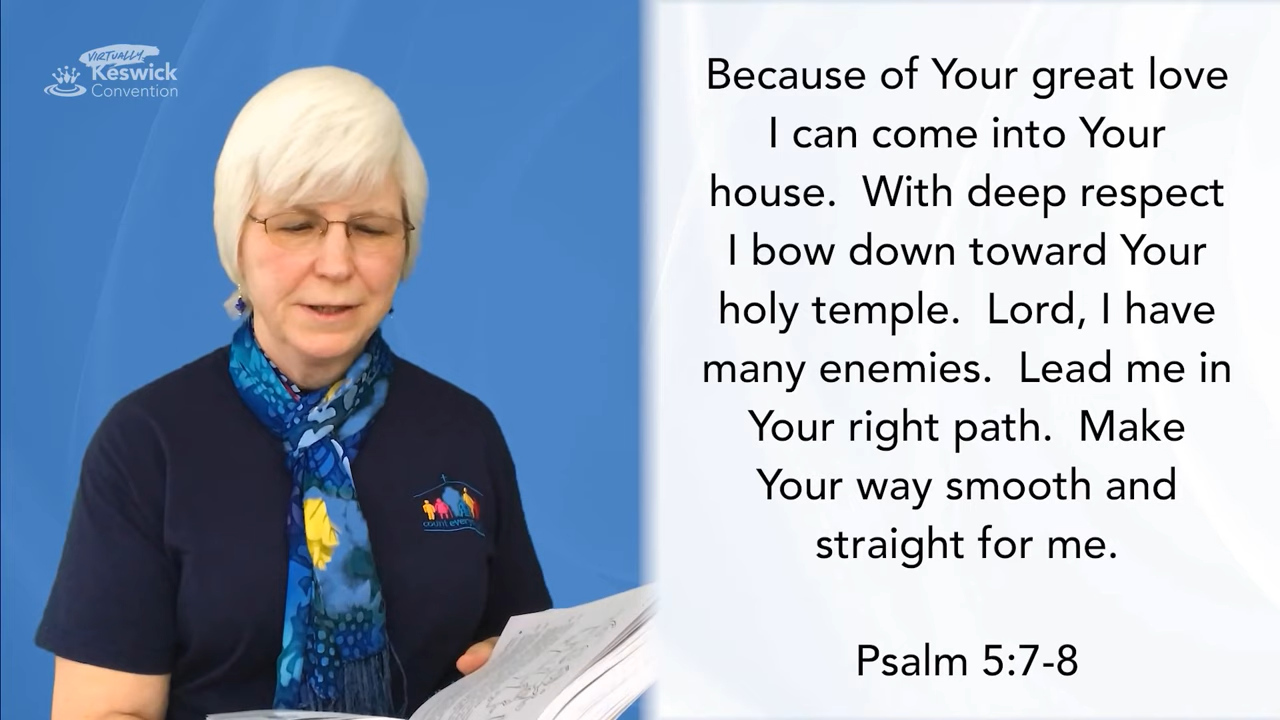 VIRTUALLY
Keswick
Convention
Because of Your great love
I can come into Your
house.  With deep respect
I bow down toward Your
holy temple.  Lord, I have
many enemies.  Lead me in
Your right path.  Make
Your way smooth and
straight for me.
Psalm 5:7-8
count every